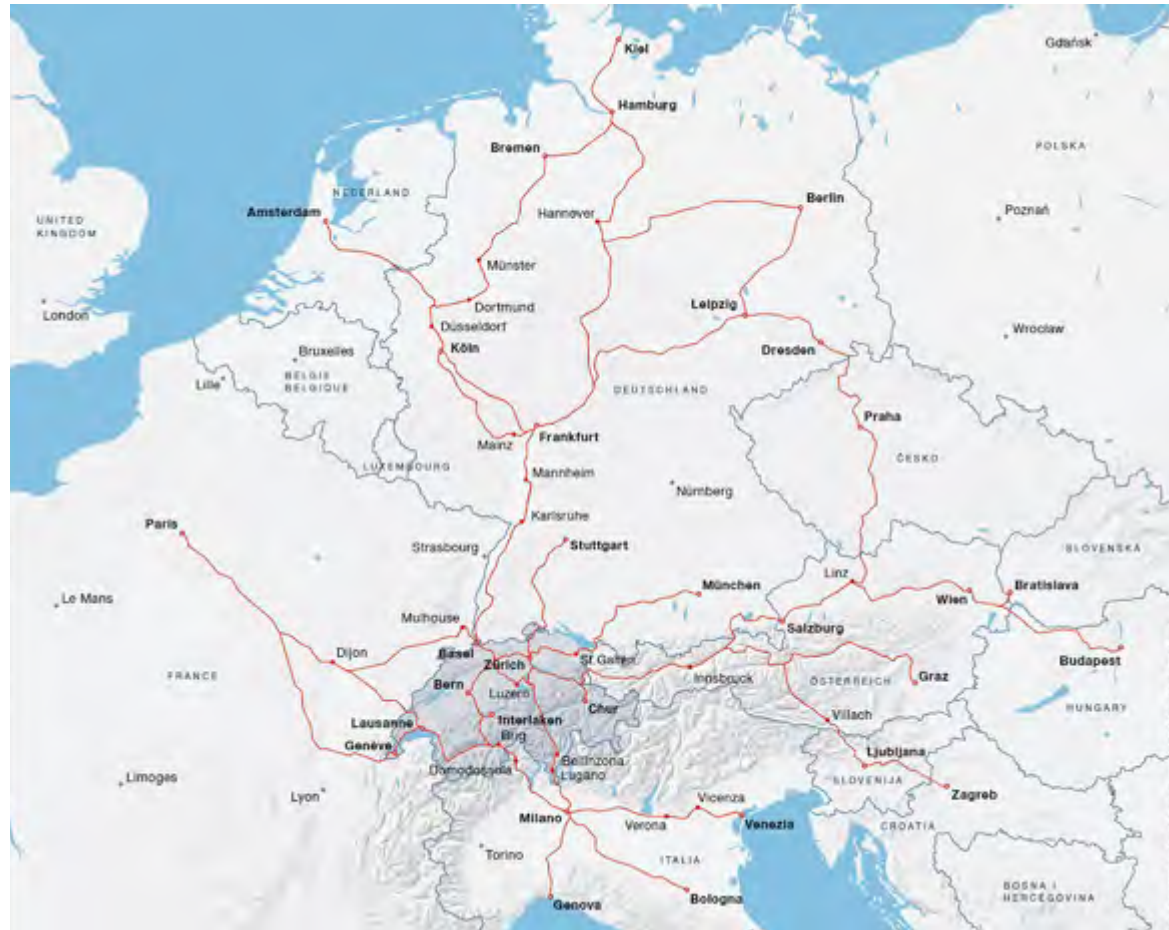 Kiel
Gdańsk
Hamburg
Bremen
POLSKA
NEDERLAND
Berlin
Amsterdam
Hannover
UNITED
KINGDOM
Poznań
Münster
London
Dortmund
Leipzig
Düsseldorf
Wrocław
Köln
Bruxelles
Dresden
BELGIË
BELGIQUE
Lille
DEUTSCHLAND
Praha
Mainz
Frankfurt
ČESKO
LUXEMBOURG
Mannheim
Nürnberg
Paris
Karlsruhe
Strasbourg
Stuttgart
SLOVENSKÁ
Linz
München
Bratislava
Le Mans
Wien
Mulhouse
Salzburg
Basel
Dijon
Zürich
St.Gallen
Budapest
FRANCE
Bern
Innsbruck
Graz
Luzern
ÖSTERREICH
Chur
HUNGARY
Lausanne
Interlaken
Villach
Brig
Genève
Ljubljana
Bellinzona
Domodossola
Lugano
Limoges
SLOVENIJA
Zagreb
Lyon
Vicenza
Milano
Verona
Venezia
CROATIA
Torino
ITALIA
BOSNA I
HERCEGOVINA
Bologna
Genova